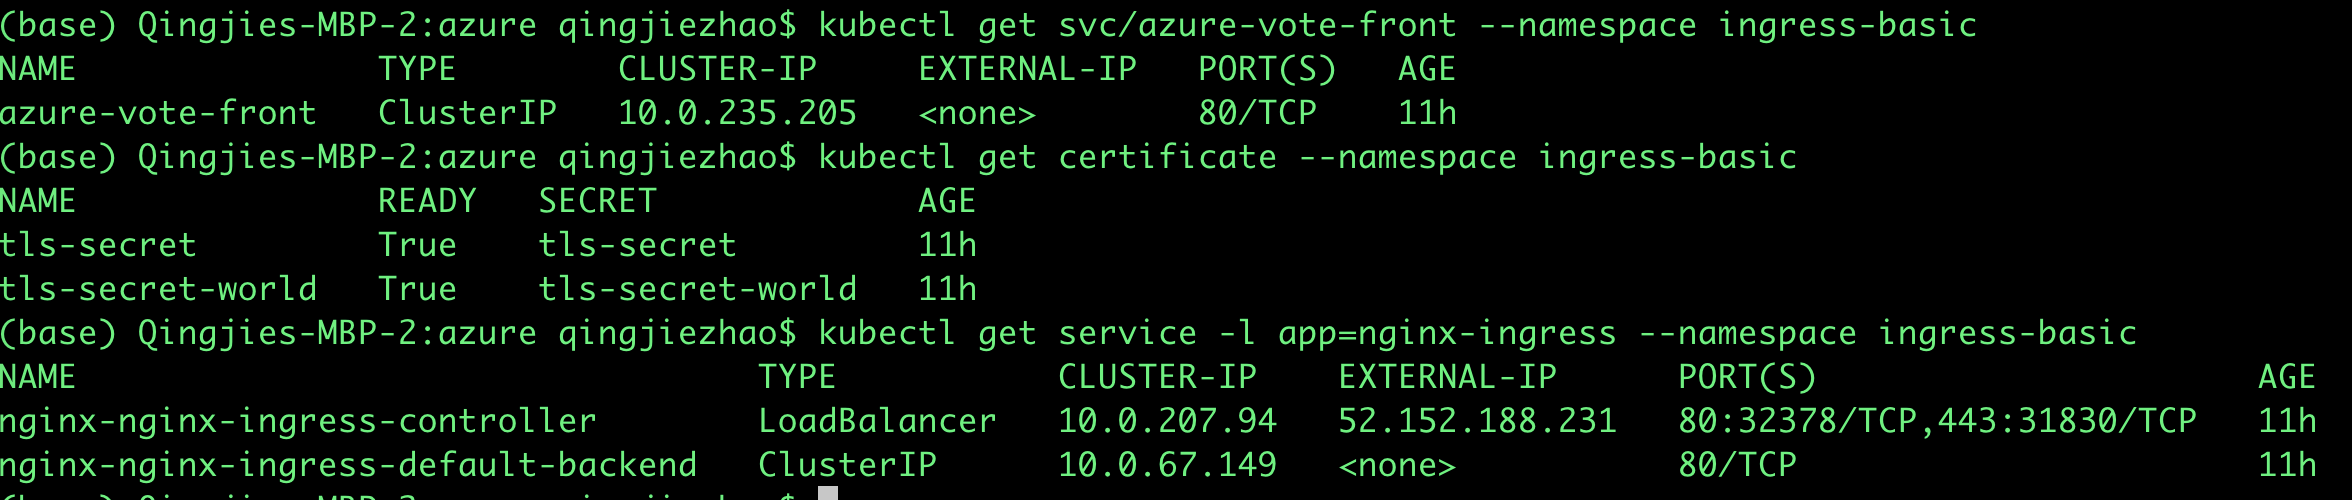 (base) Qingjies-MBP-2:azure qingjiezhao$ kubectl get svc/azure-vote-front --namespace ingress-basic
NAME TYPE CLUSTER-IP EXTERNAL-IP PORT(S) AGE
azure-vote-front ClusterIP 10.0.235.205 <none> 80/TCP 11h
(base) Qingjies-MBP-2:azure qingjiezhao$ kubectl get certificate --namespace ingress-basic
NAME READY SECRET AGE
tls-secret True tls-secret 11h
tls-secret-world True tls-secret-world 11h
(base) Qingjies-MBP-2:azure qingjiezhao$ kubectl get service -l app=nginx-ingress --namespace ingress-basic
NAME TYPE CLUSTER-IP EXTERNAL-IP PORT(S) AGE
nginx-nginx-ingress-controller LoadBalancer 10.0.207.94 52.152.188.231 80:32378/TCP,443:31830/TCP 11h
nginx-nginx-ingress-default-backend ClusterIP 10.0.67.149 <none> 80/TCP 11h
(base) Qingjies-MBP-2:azure qingjiezhao$